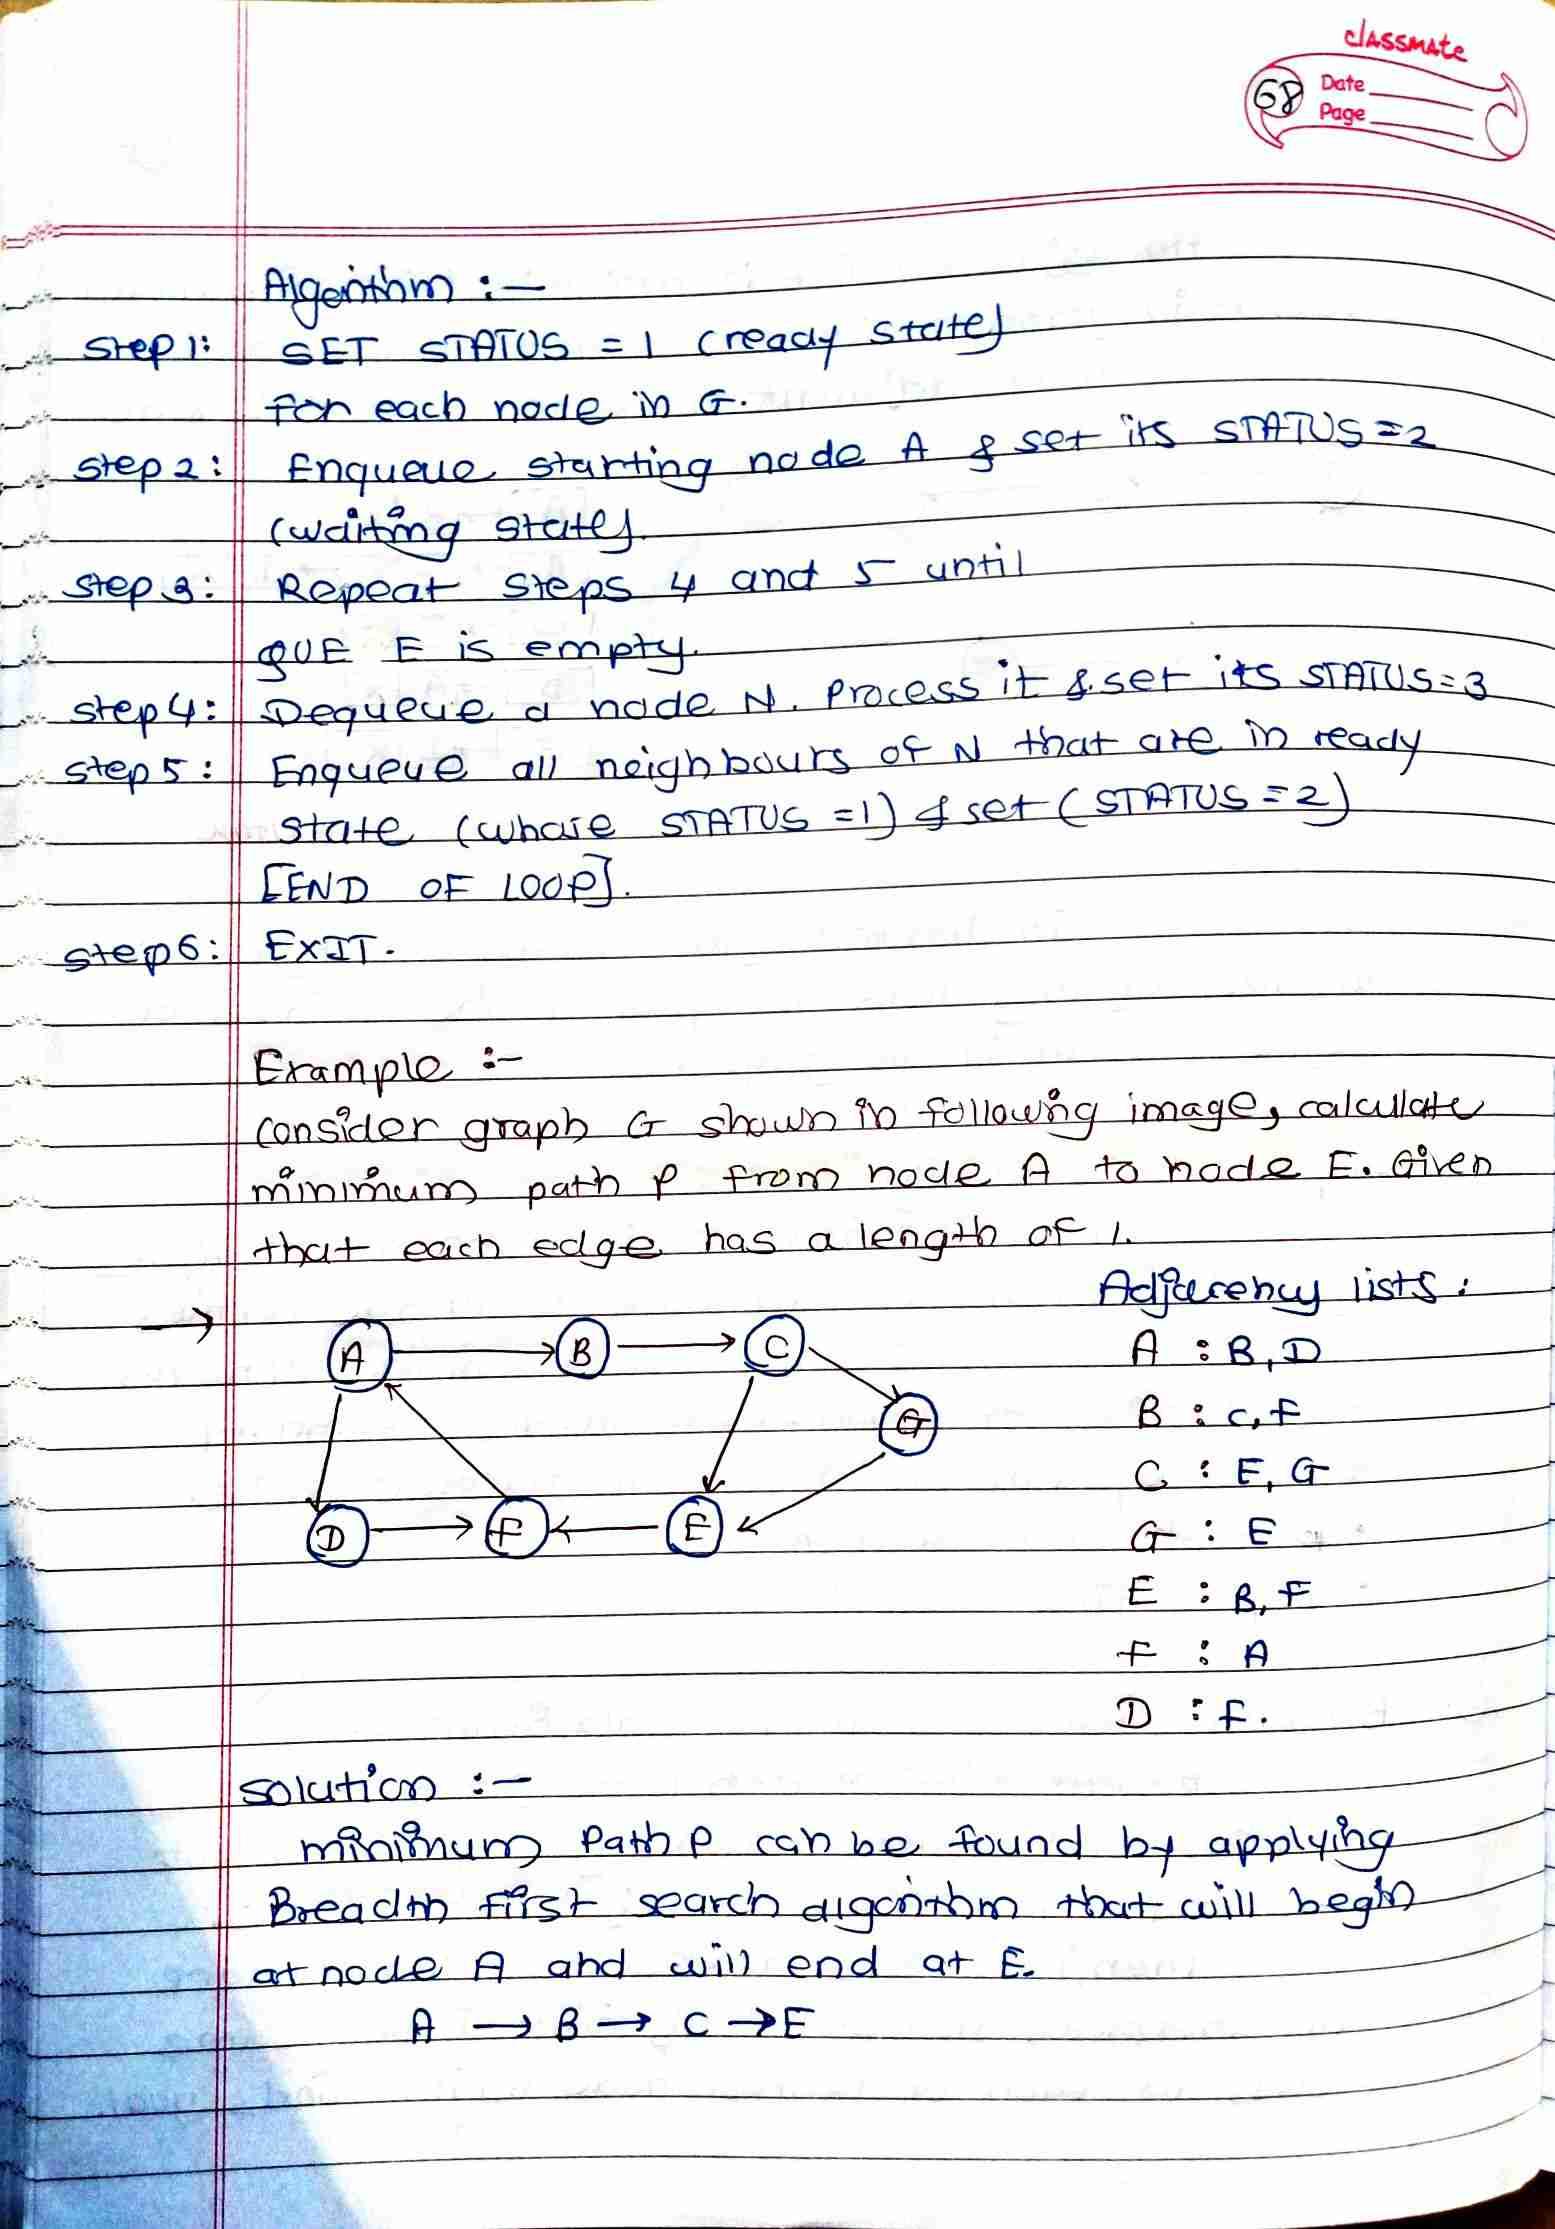 classmate
68
Date
Page
Algorithm :-
Step 1: SET STATUS = 1 (ready state)
for each node in G.
Step 2: Enqueue starting node A & set its STATUS = 2
(waiting state)
Step 3: Repeat steps 4 and 5 until
QUE E is empty.
Step 4: Dequeue a node N. Process it & set its STATUS = 3
Step 5: Enqueue all neighbours of N that are in ready
state (whose STATUS = 1) & set (STATUS = 2)
[END OF LOOP].
Step 6: EXIT.
Example :-
Consider graph G shown in following image, calculate
minimum path P from node A to node E. Given
that each edge has a length of 1.
Adjacency lists :
→ A → B → C
A : B, D
B : C, F
G
C : E, G
D → F ← E
G : E
E : B, F
F : A
D : F.
Solution :-
minimum Path P can be found by applying
Breadth first search algorithm that will begin
at node A and will end at E.
A → B → C → E